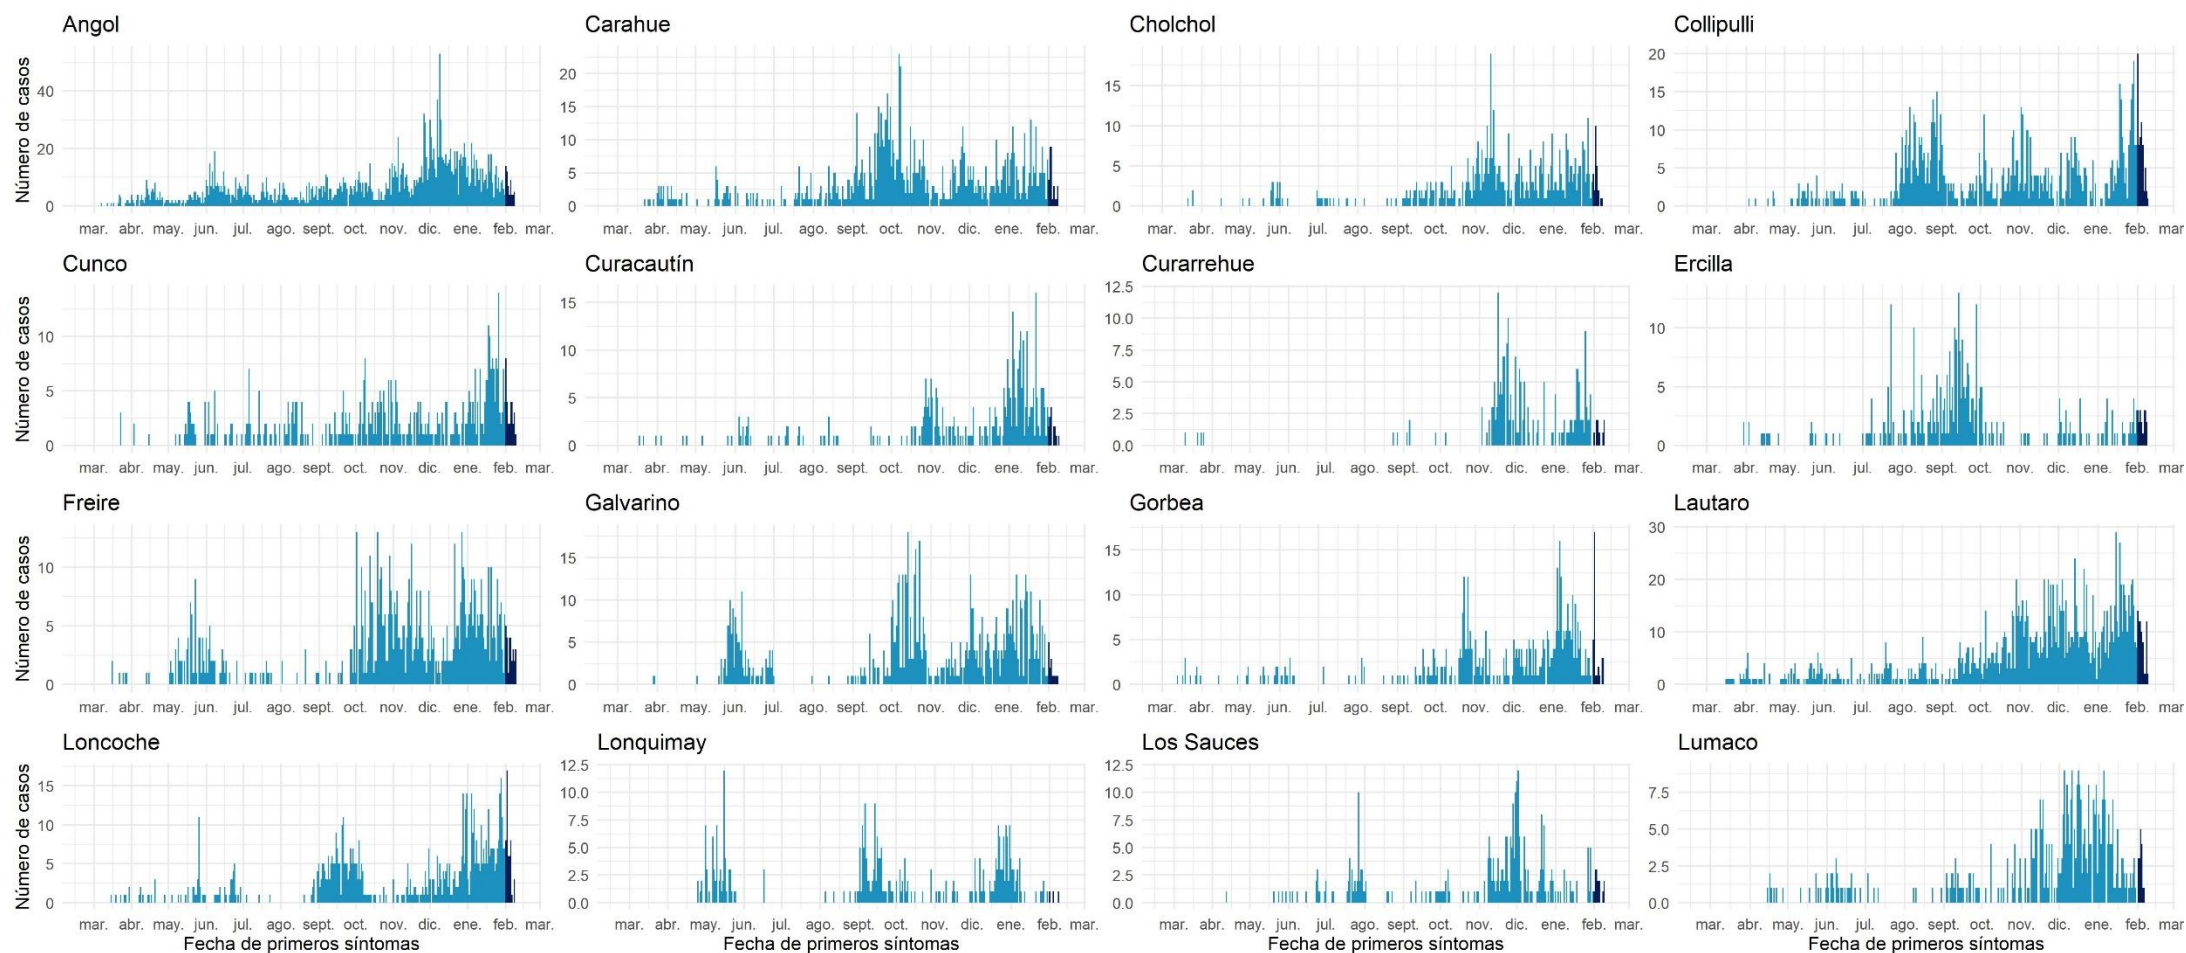 Angol
Carahue
Cholchol
Collipulli
Número de casos
40
20
0
20
15
10
5
0
15
10
5
0
20
15
10
5
0
mar. abr. may. jun. jul. ago. sept. oct. nov. dic. ene. feb. mar.
mar. abr. may. jun. jul. ago. sept. oct. nov. dic. ene. feb. mar.
mar. abr. may. jun. jul. ago. sept. oct. nov. dic. ene. feb. mar.
mar. abr. may. jun. jul. ago. sept. oct. nov. dic. ene. feb. mar
Cunco
Curacautín
Curarrehue
Ercilla
Número de casos
10
5
0
15
10
5
0
12.5
10.0
7.5
5.0
2.5
0.0
10
5
0
mar. abr. may. jun. jul. ago. sept. oct. nov. dic. ene. feb. mar.
mar. abr. may. jun. jul. ago. sept. oct. nov. dic. ene. feb. mar.
mar. abr. may. jun. jul. ago. sept. oct. nov. dic. ene. feb. mar.
mar. abr. may. jun. jul. ago. sept. oct. nov. dic. ene. feb. mar
Freire
Galvarino
Gorbea
Lautaro
Número de casos
10
5
0
15
10
5
0
15
10
5
0
30
20
10
0
mar. abr. may. jun. jul. ago. sept. oct. nov. dic. ene. feb. mar.
mar. abr. may. jun. jul. ago. sept. oct. nov. dic. ene. feb. mar.
mar. abr. may. jun. jul. ago. sept. oct. nov. dic. ene. feb. mar.
mar. abr. may. jun. jul. ago. sept. oct. nov. dic. ene. feb. mar
Loncoche
Lonquimay
Los Sauces
Lumaco
Número de casos
15
10
5
0
12.5
10.0
7.5
5.0
2.5
0.0
12.5
10.0
7.5
5.0
2.5
0.0
7.5
5.0
2.5
0.0
mar. abr. may. jun. jul. ago. sept. oct. nov. dic. ene. feb. mar.
mar. abr. may. jun. jul. ago. sept. oct. nov. dic. ene. feb. mar.
mar. abr. may. jun. jul. ago. sept. oct. nov. dic. ene. feb. mar.
mar. abr. may. jun. jul. ago. sept. oct. nov. dic. ene. feb. mar
Fecha de primeros síntomas
Fecha de primeros síntomas
Fecha de primeros síntomas
Fecha de primeros síntomas